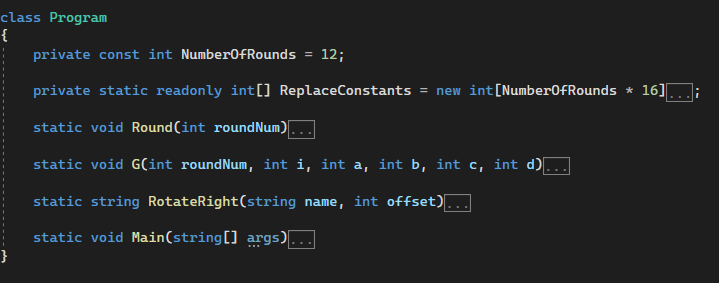 class Program
{
private const int NumberOfRounds = 12;
private static readonly int[] ReplaceConstants = new int[NumberOfRounds * 16]...;
static void Round(int roundNum)...
static void G(int roundNum, int i, int a, int b, int c, int d)...
static string RotateRight(string name, int offset)...
static void Main(string[] args)...
}